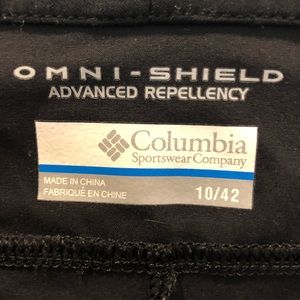 OMNI-SHIELD
ADVANCED REPELLENCY
Columbia
Sportswear Company
MADE IN CHINA
FABRIQUÉ EN CHINE
10/42